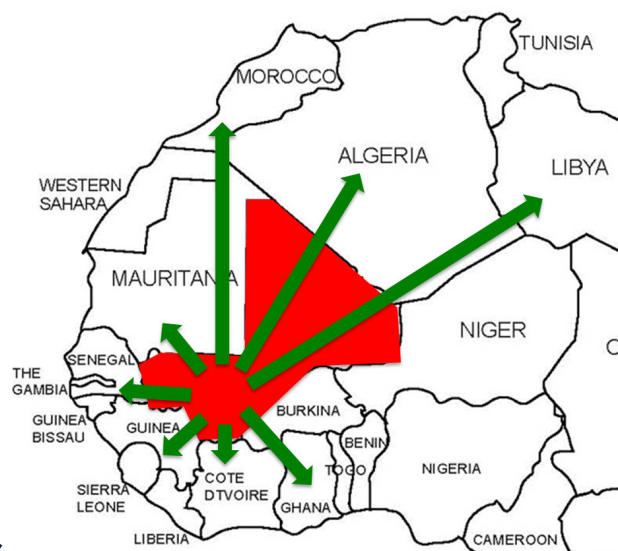 TUNISIA
MOROCCO
ALGERIA
LIBYA
WESTERN
SAHARA
MAURITANIA
NIGER
SENEGAL
THE
GAMBIA
GUINEA
BISSAU
GUINEA
BURKINA
BENIN
TOGO
NIGERIA
SIERRA
LEONE
COTE
DTVOIRE
GHANA
LIBERIA
CAMEROON
C